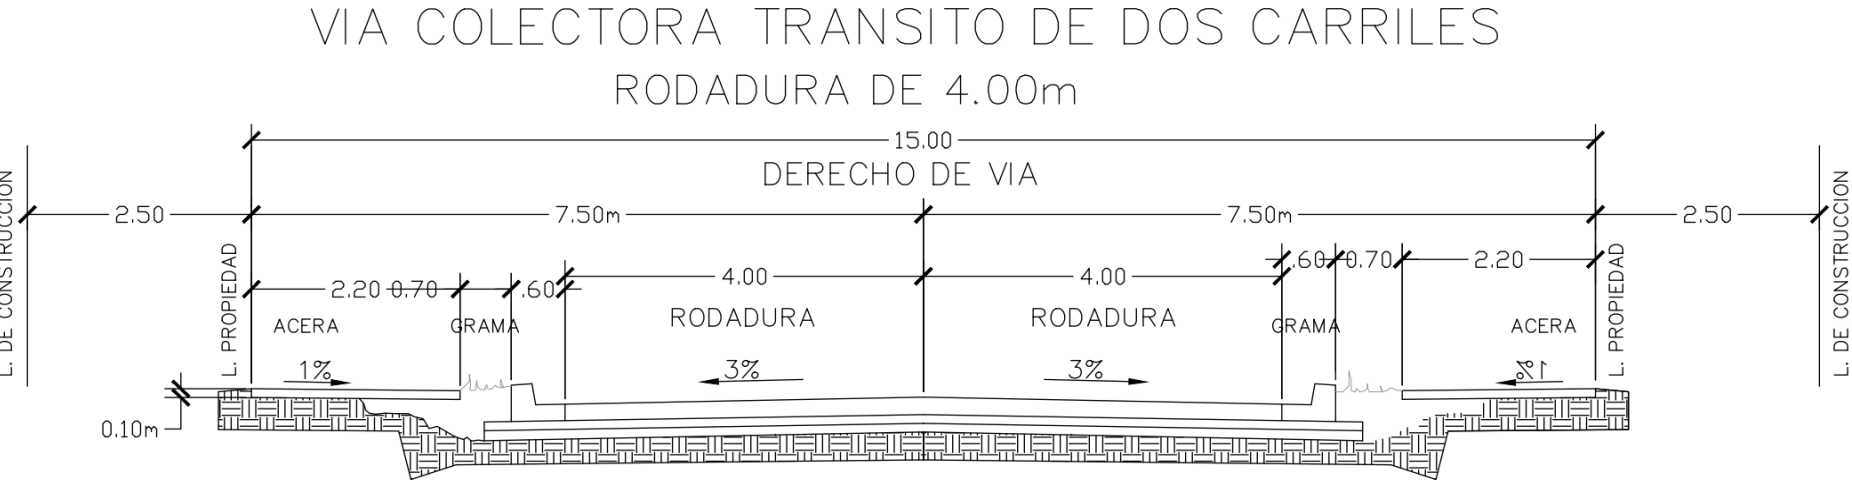 VIA COLECTORA TRANSITO DE DOS CARRILES
RODADURA DE 4.00m
15.00
DERECHO DE VIA
L. DE CONSTRUCCION
2.50
7.50m
7.50m
2.50
L. DE CONSTRUCCION
L. PROPIEDAD
2.20
0.70
.60
4.00
4.00
.60
0.70
2.20
L. PROPIEDAD
ACERA
GRAMA
RODADURA
RODADURA
GRAMA
ACERA
1%
3%
3%
1%
0.10m